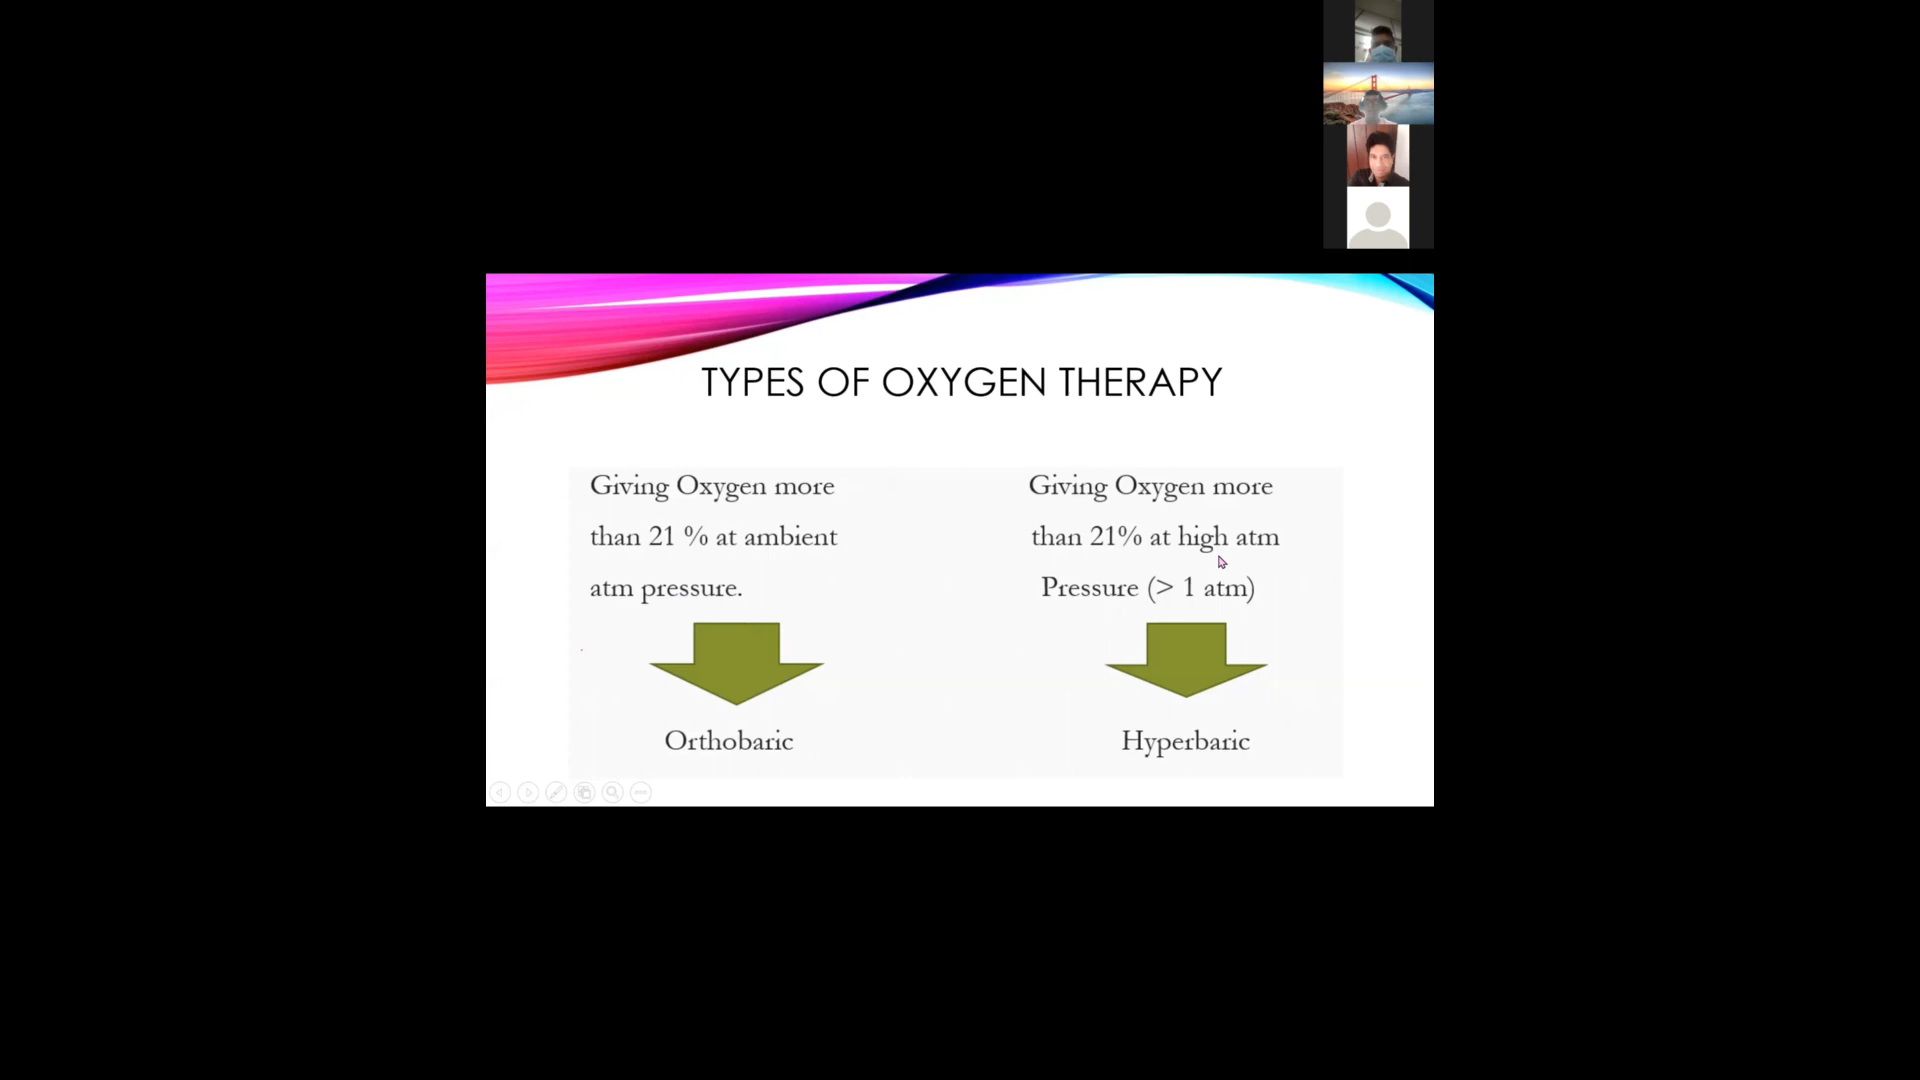 TYPES OF OXYGEN THERAPY
Giving Oxygen more
than 21 % at ambient
atm pressure.
Orthobaric
Giving Oxygen more
than 21% at high atm
Pressure (> 1 atm)
Hyperbaric